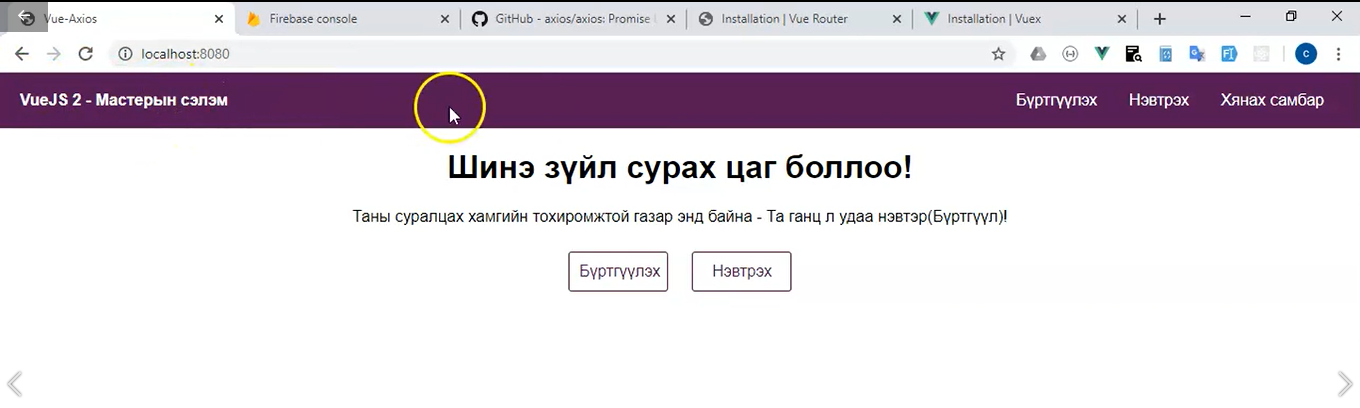 Vue-Axios
Firebase console
GitHub - axios/axios: Promise
Installation | Vue Router
Installation | Vuex
localhost:8080
VueJS 2 - Мастерын сэлэм
Бүртгүүлэх Нэвтрэх Хянах самбар
Шинэ зүйл сурах цаг боллоо!
Таны суралцах хамгийн тохиромжтой газар энд байна - Та ганц л удаа нэвтэр(Бүртгүүл)!
Бүртгүүлэх Нэвтрэх